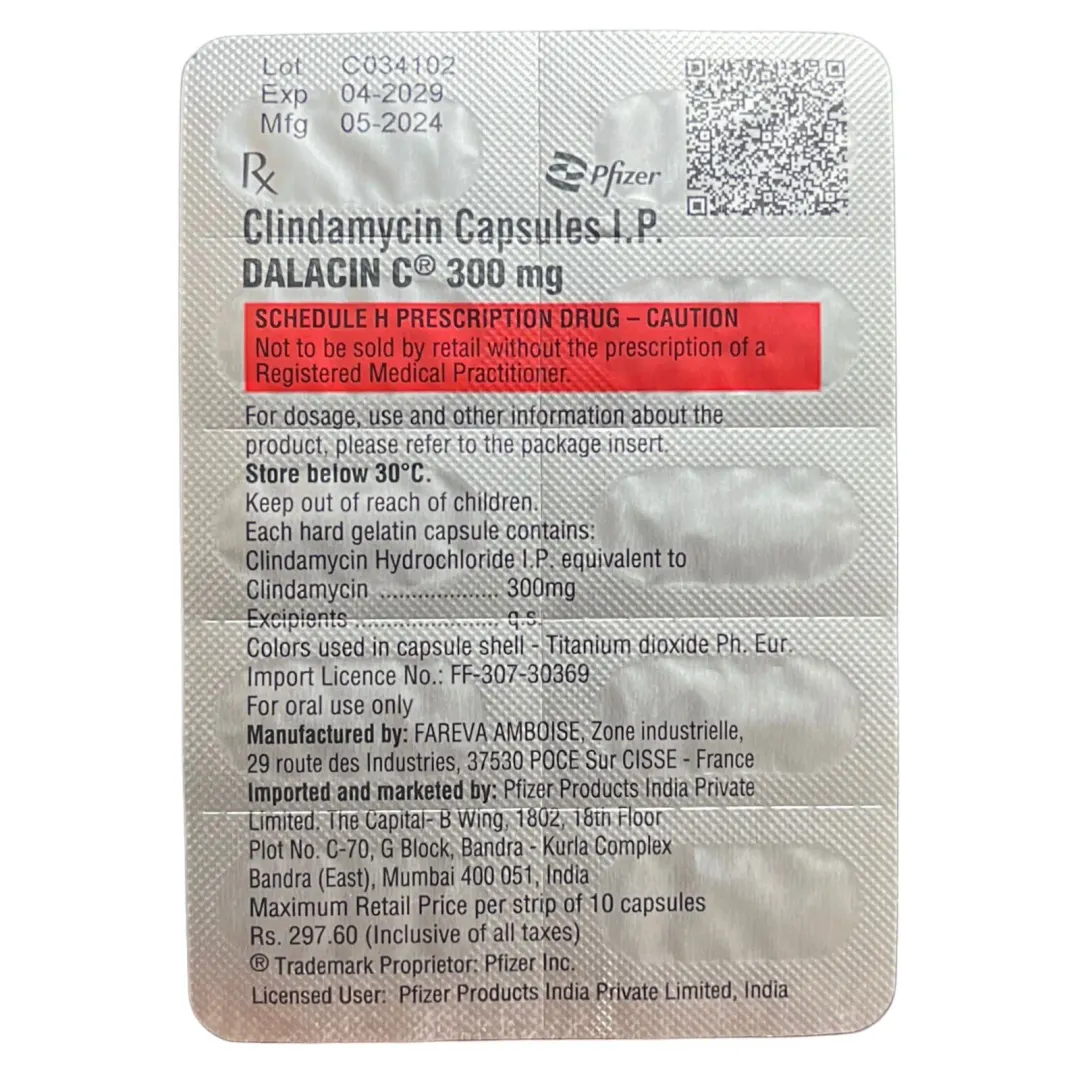 Lot C034102
Exp 04-2029
Mfg 05-2024
Rx
Pfizer
Clindamycin Capsules I.P.
DALACIN C® 300 mg
SCHEDULE H PRESCRIPTION DRUG – CAUTION
Not to be sold by retail without the prescription of a
Registered Medical Practitioner.
For dosage, use and other information about the
product, please refer to the package insert.
Store below 30°C.
Keep out of reach of children.
Each hard gelatin capsule contains:
Clindamycin Hydrochloride I.P. equivalent to
Clindamycin ................... 300mg
Excipients ....................... q.s.
Colors used in capsule shell - Titanium dioxide Ph. Eur.
Import Licence No.: FF-307-30369
For oral use only
Manufactured by: FAREVA AMBOISE, Zone industrielle,
29 route des Industries, 37530 POCE Sur CISSE - France
Imported and marketed by: Pfizer Products India Private
Limited, The Capital- B Wing, 1802, 18th Floor
Plot No. C-70, G Block, Bandra - Kurla Complex
Bandra (East), Mumbai 400 051, India
Maximum Retail Price per strip of 10 capsules
Rs. 297.60 (Inclusive of all taxes)
® Trademark Proprietor: Pfizer Inc.
Licensed User: Pfizer Products India Private Limited, India